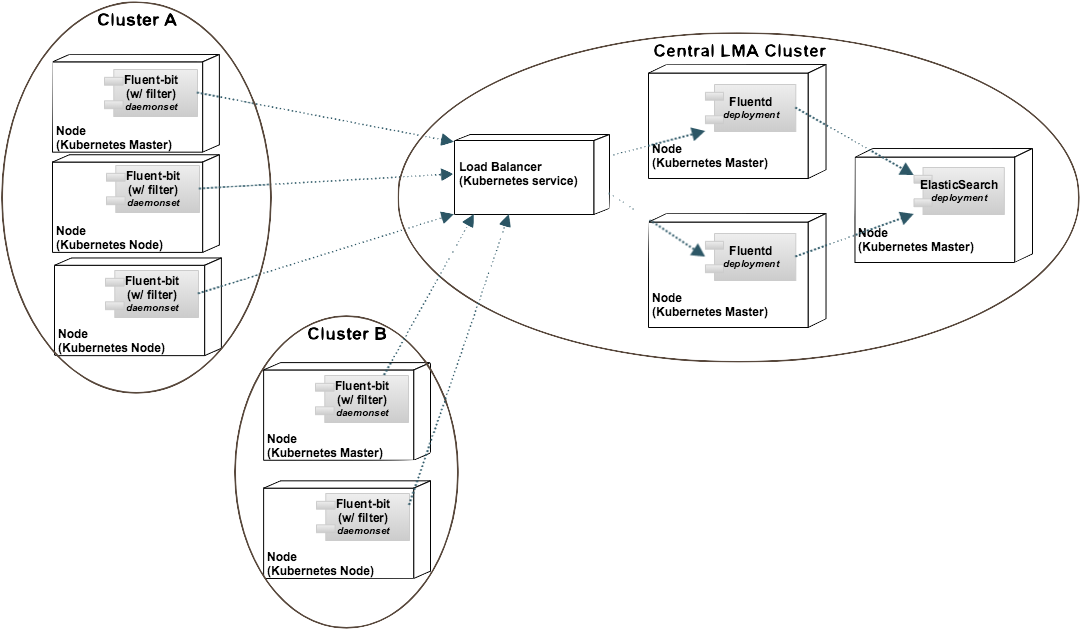 Cluster A
Fluent-bit
(w/ filter)
daemonset
Node
(Kubernetes Master)
Fluent-bit
(w/ filter)
daemonset
Node
(Kubernetes Node)
Fluent-bit
(w/ filter)
daemonset
Node
(Kubernetes Node)
Cluster B
Fluent-bit
(w/ filter)
daemonset
Node
(Kubernetes Master)
Fluent-bit
(w/ filter)
daemonset
Node
(Kubernetes Node)
Central LMA Cluster
Load Balancer
(Kubernetes service)
Fluentd
deployment
Node
(Kubernetes Master)
Fluentd
deployment
Node
(Kubernetes Master)
ElasticSearch
deployment
Node
(Kubernetes Master)